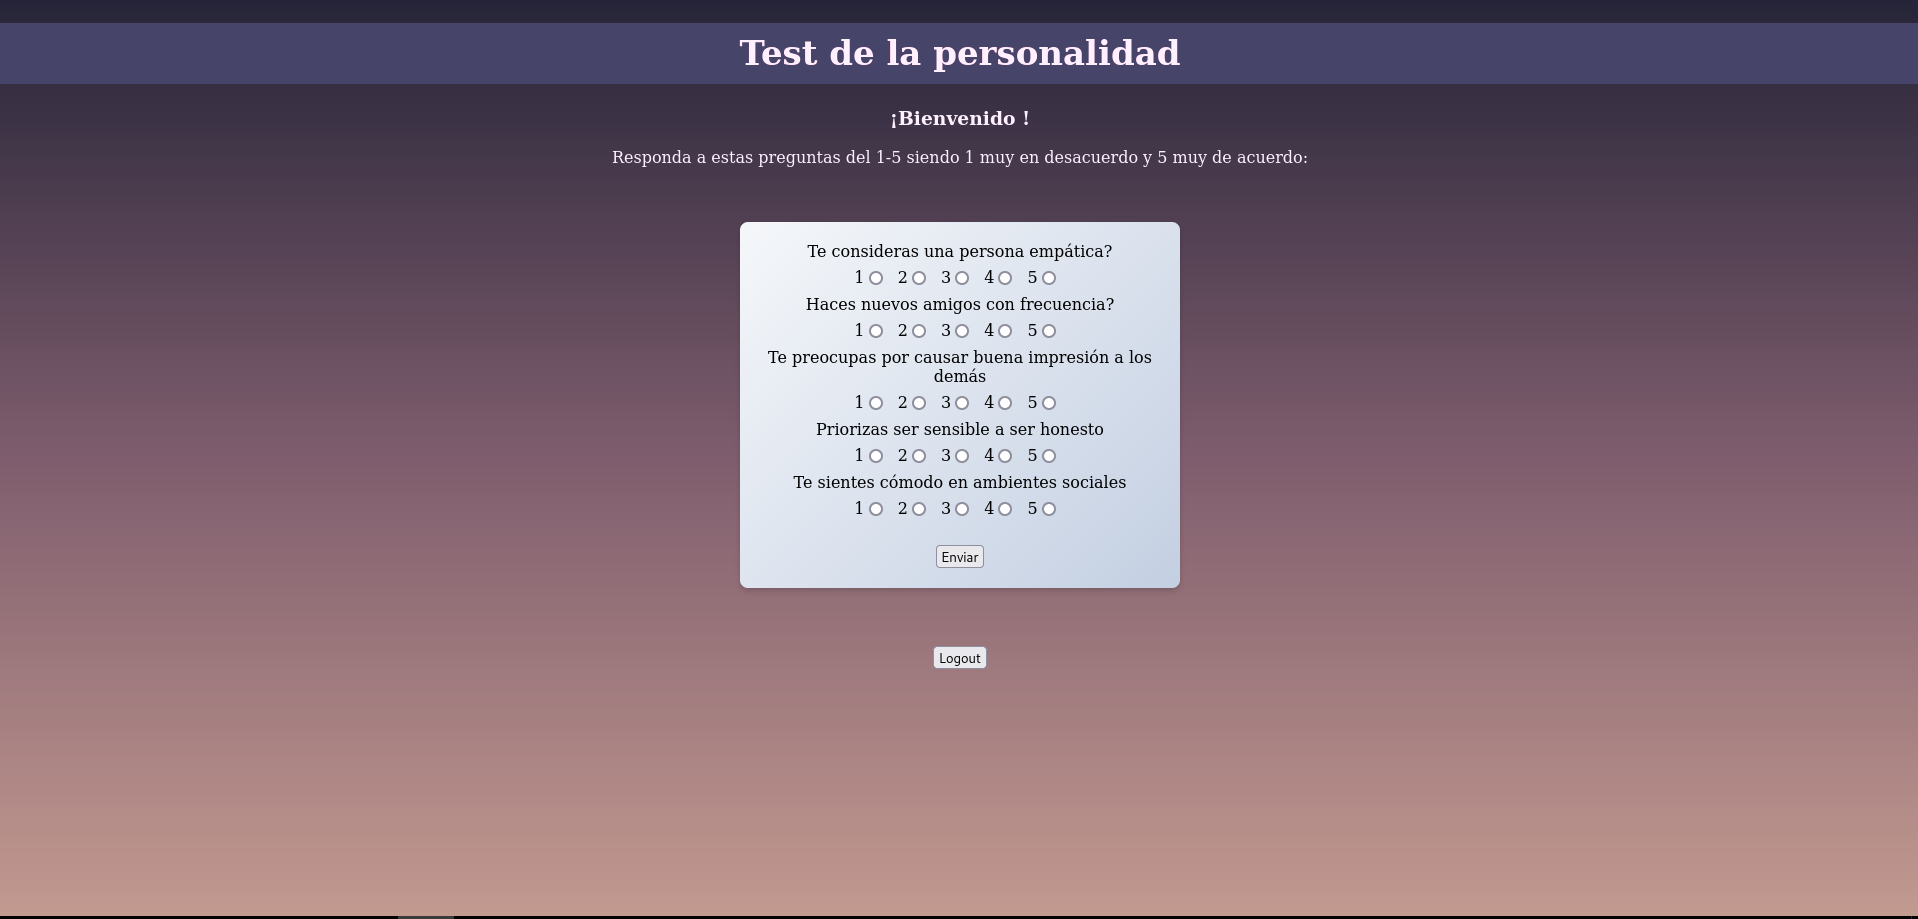 Test de la personalidad
¡Bienvenido !
Responda a estas preguntas del 1-5 siendo 1 muy en desacuerdo y 5 muy de acuerdo:
Te consideras una persona empática?
1 2 3 4 5
Haces nuevos amigos con frecuencia?
1 2 3 4 5
Te preocupas por causar buena impresión a los
demás
1 2 3 4 5
Priorizas ser sensible a ser honesto
1 2 3 4 5
Te sientes cómodo en ambientes sociales
1 2 3 4 5
Enviar
Logout